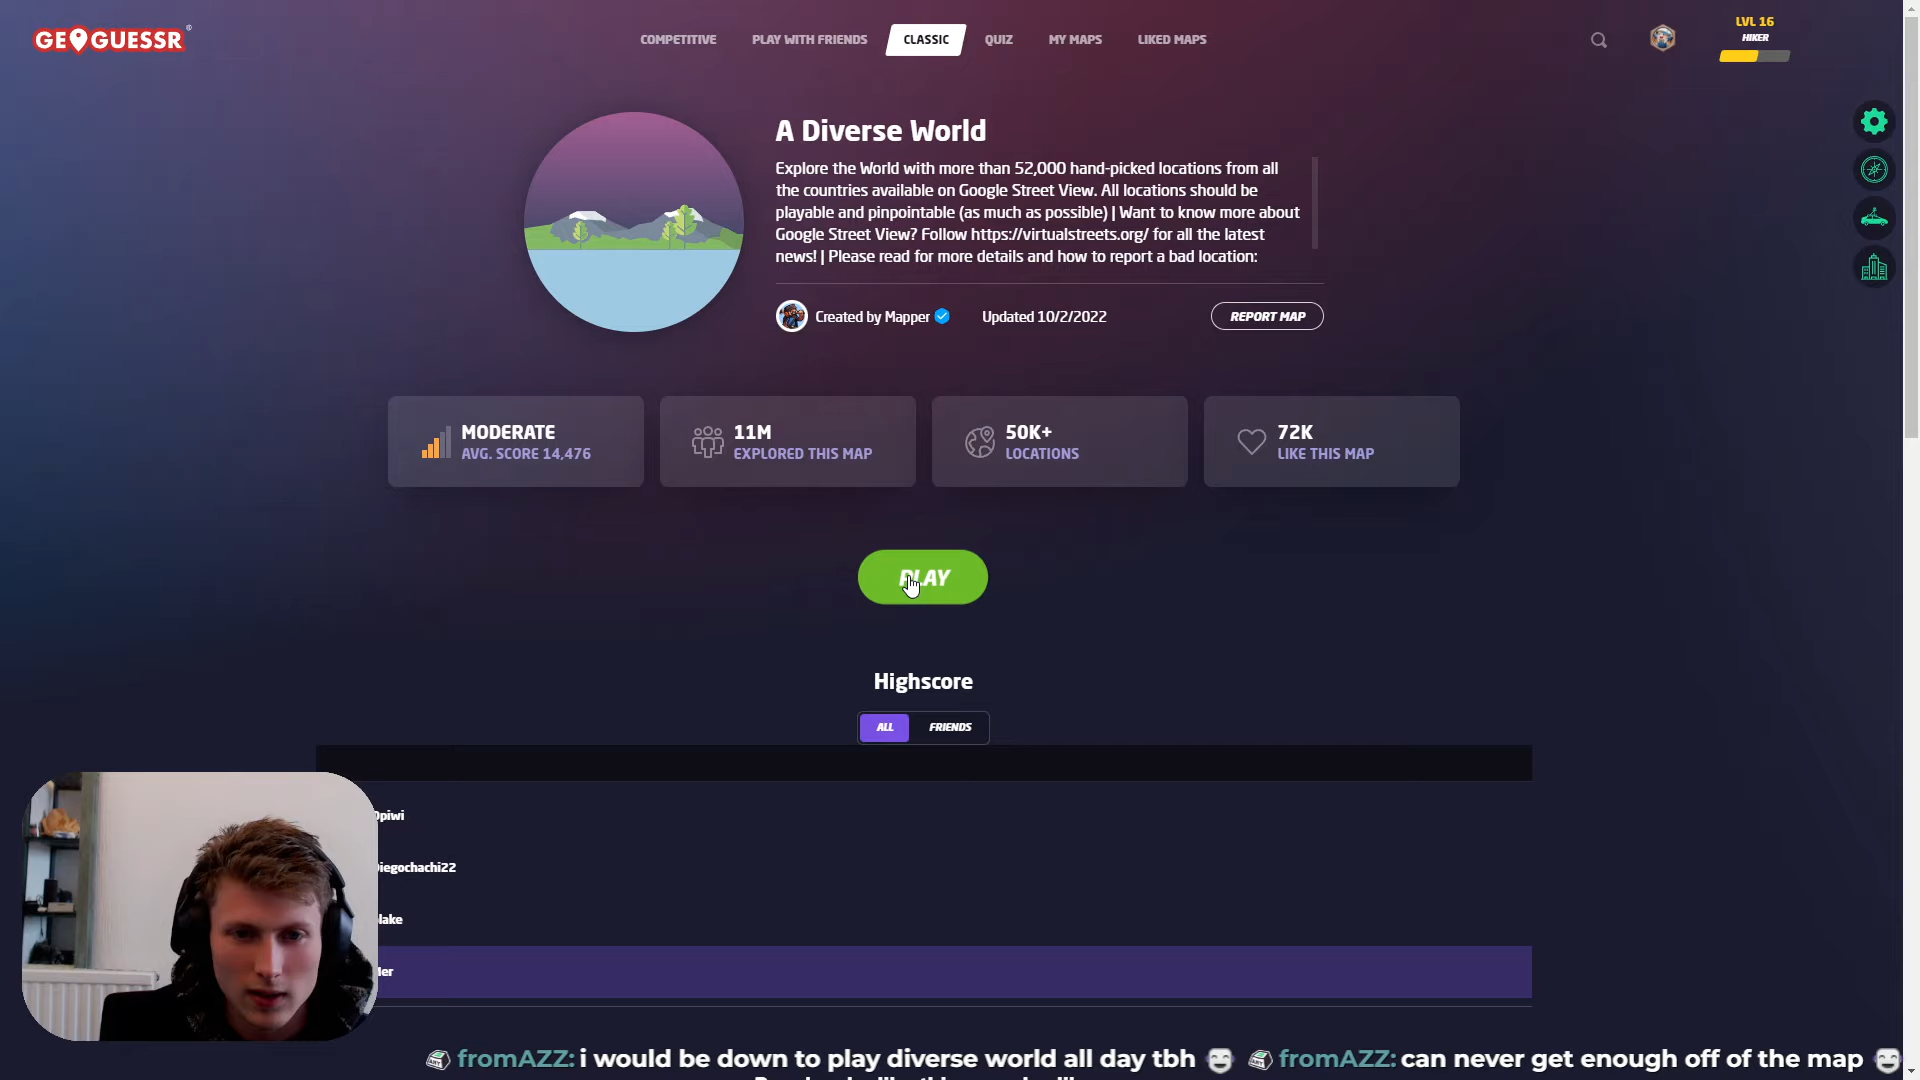 GEOGUESSR
COMPETITIVE
PLAY WITH FRIENDS
CLASSIC
QUIZ
MY MAPS
LIKED MAPS
LVL 16
HIKER
A Diverse World
Explore the World with more than 52,000 hand-picked locations from all
the countries available on Google Street View. All locations should be
playable and pinpointable (as much as possible) | Want to know more about
Google Street View? Follow https://virtualstreets.org/ for all the latest
news! | Please read for more details and how to report a bad location:
Created by Mapper
Updated 10/2/2022
REPORT MAP
MODERATE
AVG. SCORE 14,476
11M
EXPLORED THIS MAP
50K+
LOCATIONS
72K
LIKE THIS MAP
PLAY
Highscore
ALL
FRIENDS
Opiwi
Diegochachi22
lake
fromAZZ: i would be down to play diverse world all day tbh
fromAZZ: can never get enough off of the map